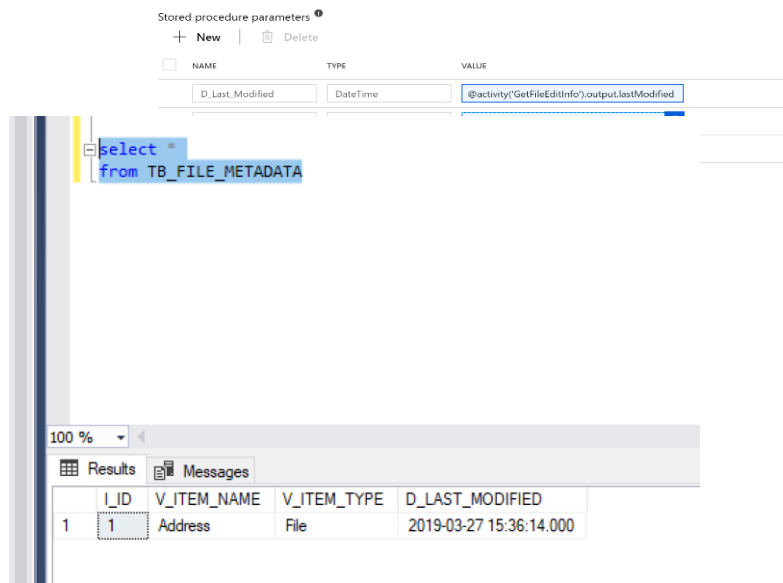 Stored procedure parameters
New Delete
NAME TYPE VALUE
D_Last_Modified DateTime @activity('GetFileEditInfo').output.lastModified
select *
from TB_FILE_METADATA
100 %
Results Messages
I_ID V_ITEM_NAME V_ITEM_TYPE D_LAST_MODIFIED
1 1 Address File 2019-03-27 15:36:14.000